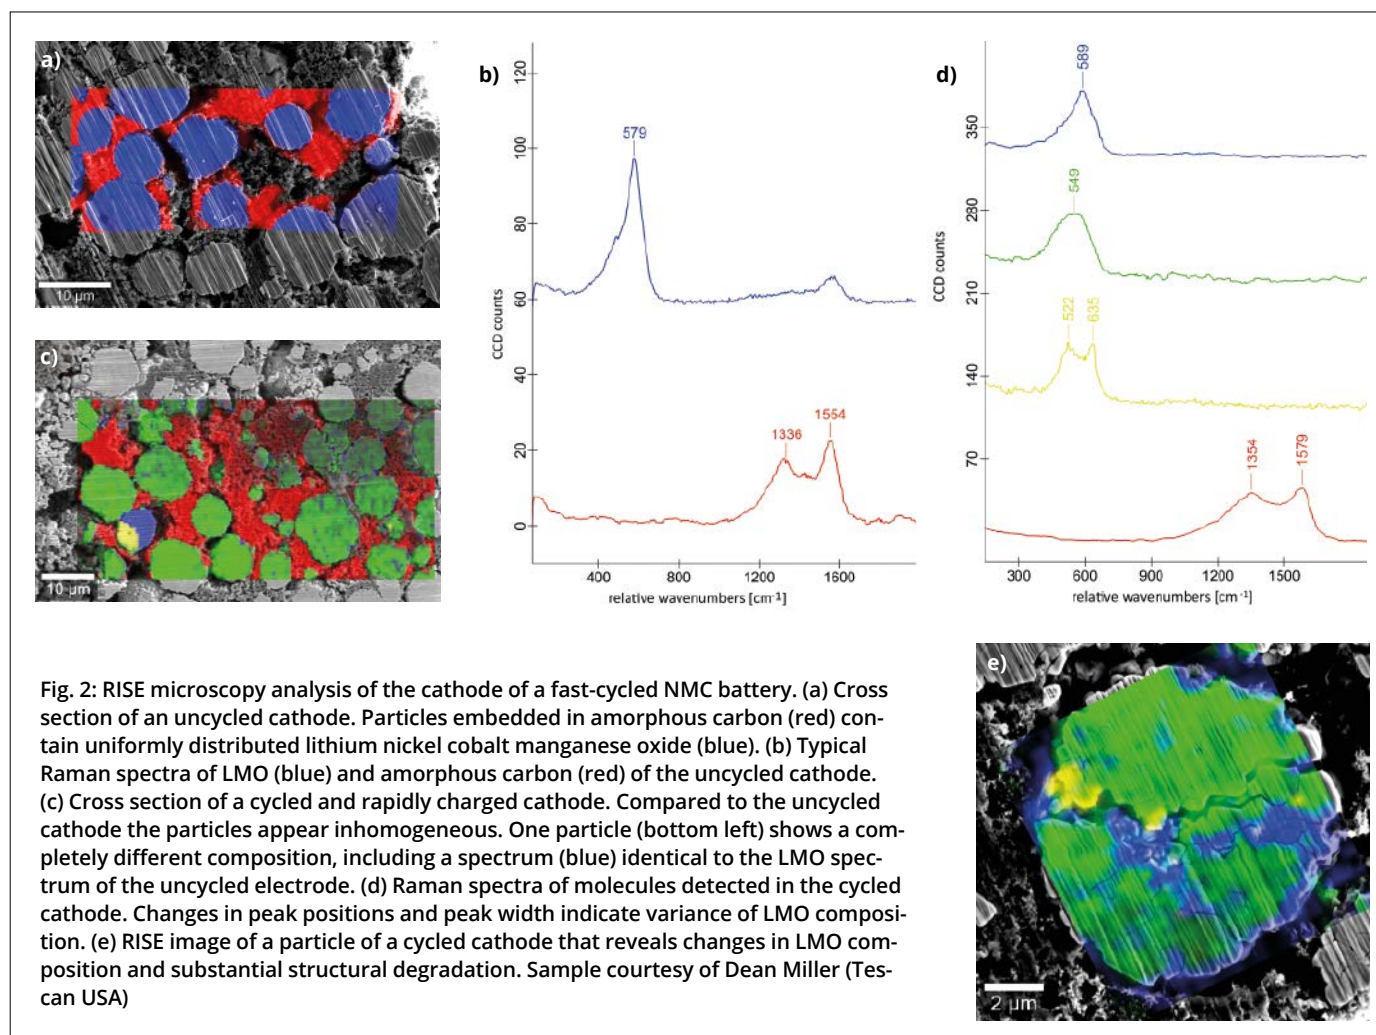 a)
10 µm
b)
CCD counts
120
100
80
60
40
20
0
579
1336
1554
400
800
1200
1600
relative wavenumbers [cm⁻¹]
c)
10 µm
d)
CCD counts
350
280
210
140
70
589
549
522
635
1354
1579
300
600
900
1200
1500
relative wavenumbers [cm⁻¹]
e)
2 µm
Fig. 2: RISE microscopy analysis of the cathode of a fast-cycled NMC battery. (a) Cross
section of an uncycled cathode. Particles embedded in amorphous carbon (red) con-
tain uniformly distributed lithium nickel cobalt manganese oxide (blue). (b) Typical
Raman spectra of LMO (blue) and amorphous carbon (red) of the uncycled cathode.
(c) Cross section of a cycled and rapidly charged cathode. Compared to the uncycled
cathode the particles appear inhomogeneous. One particle (bottom left) shows a com-
pletely different composition, including a spectrum (blue) identical to the LMO spec-
trum of the uncycled electrode. (d) Raman spectra of molecules detected in the cycled
cathode. Changes in peak positions and peak width indicate variance of LMO composi-
tion. (e) RISE image of a particle of a cycled cathode that reveals changes in LMO com-
position and substantial structural degradation. Sample courtesy of Dean Miller (Tes-
can USA)